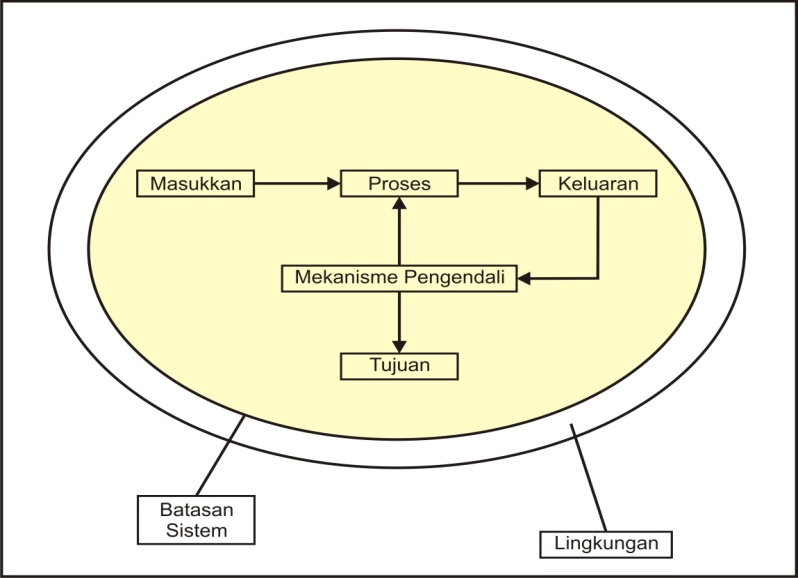 Masukkan
Proses
Keluaran
Mekanisme Pengendali
Tujuan
Batasan
Sistem
Lingkungan